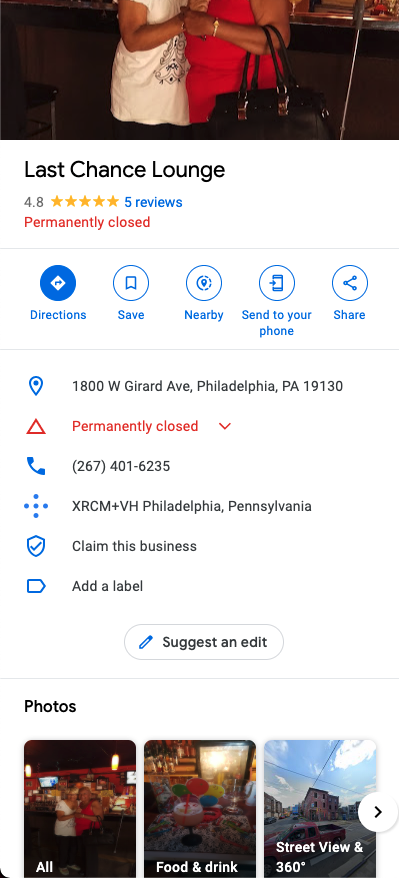 Last Chance Lounge
4.8 5 reviews
Permanently closed
Directions
Save
Nearby
Send to your
phone
Share
1800 W Girard Ave, Philadelphia, PA 19130
Permanently closed
(267) 401-6235
XRCM+VH Philadelphia, Pennsylvania
Claim this business
Add a label
Suggest an edit
Photos
All
Food & drink
Street View &
360°